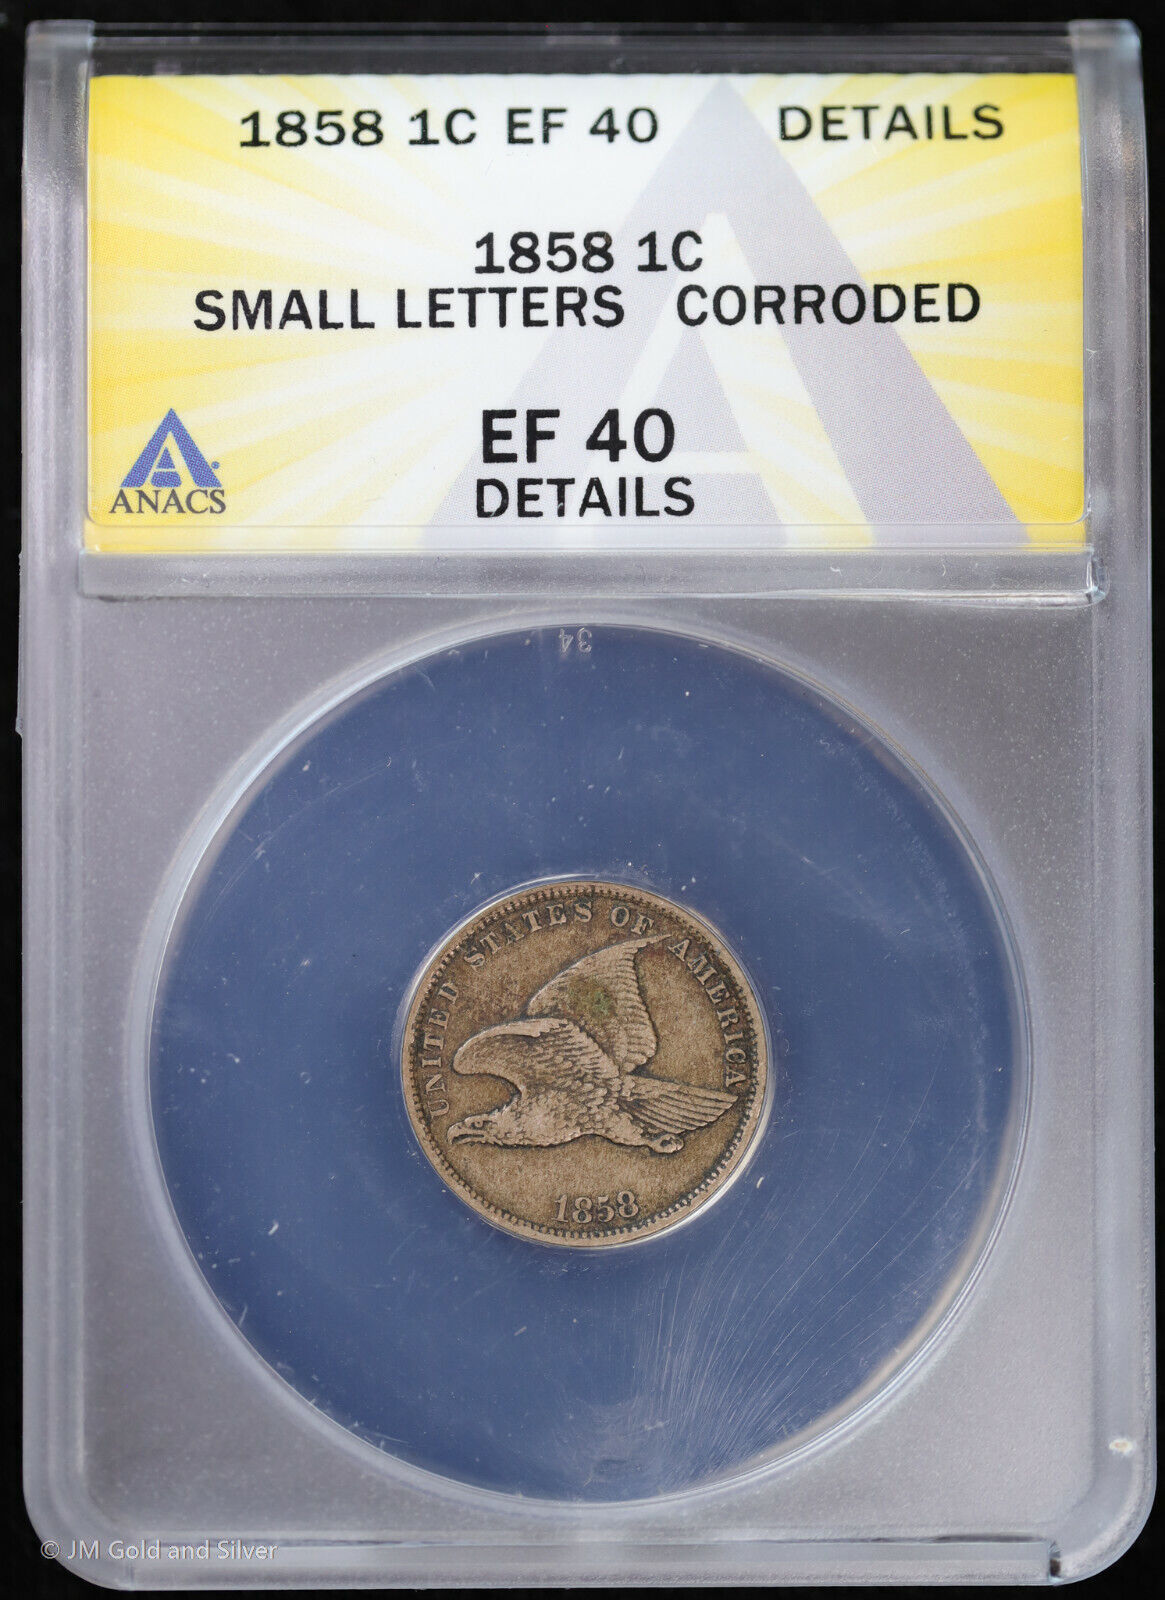 1858 1C EF 40 DETAILS
1858 1C
SMALL LETTERS CORRODED
EF 40
DETAILS
ANACS
34
UNITED STATES OF AMERICA
1858
© JM Gold and Silver